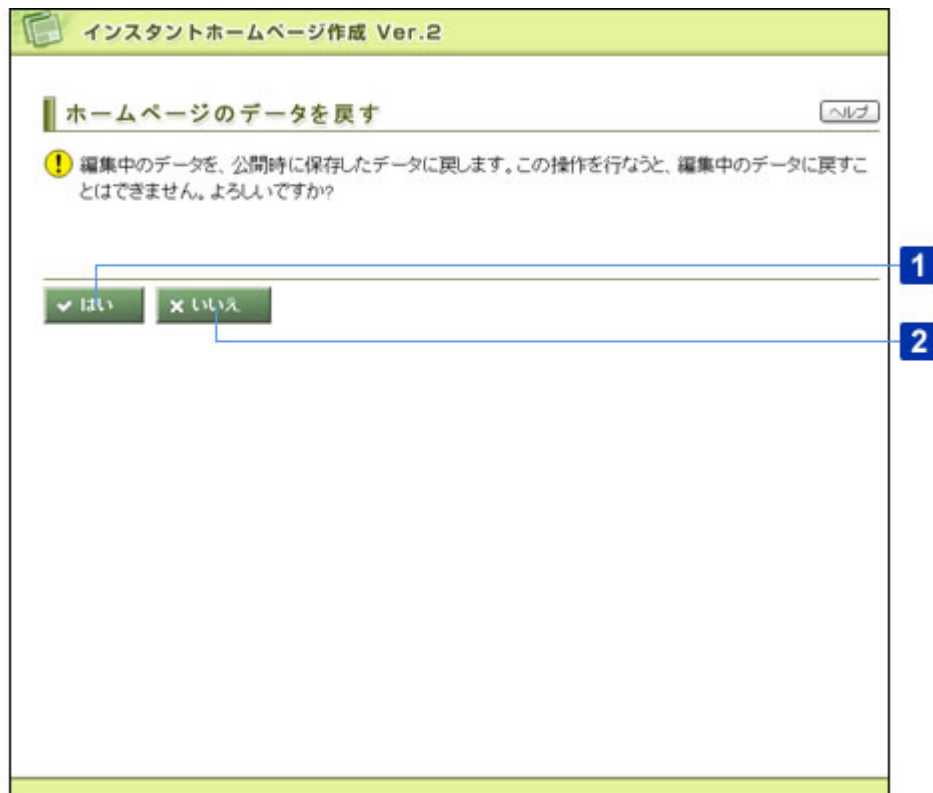 インスタントホームページ作成 Ver.2
ホームページのデータを戻す
ヘルプ
編集中のデータを、公開時に保存したデータに戻します。この操作を行なうと、編集中のデータに戻すこ
とはできません。よろしいですか?
1
はい
いいえ
2